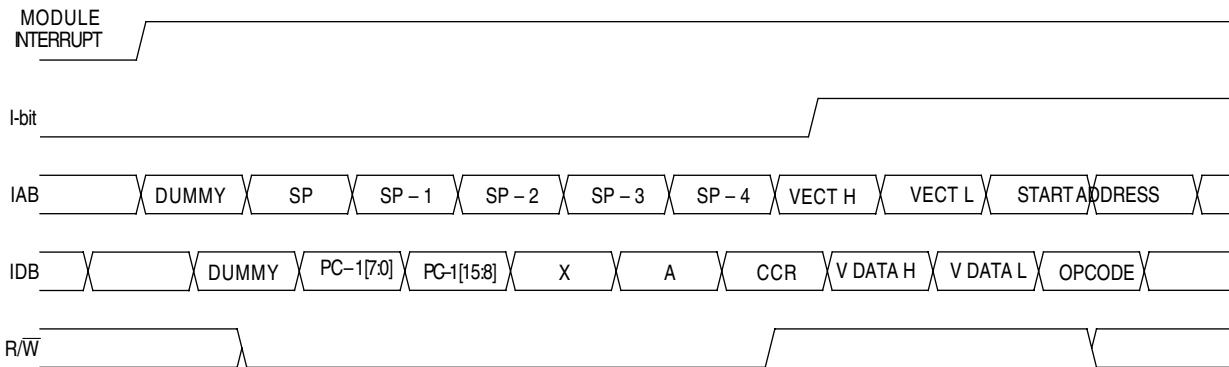 MODULE
INTERRUPT
I-bit
IAB DUMMY SP SP – 1 SP – 2 SP – 3 SP – 4 VECT H VECT L START ADDRESS
IDB DUMMY PC – 1[7:0] PC–1[15:8] X A CCR V DATA H V DATA L OPCODE
R/W̅